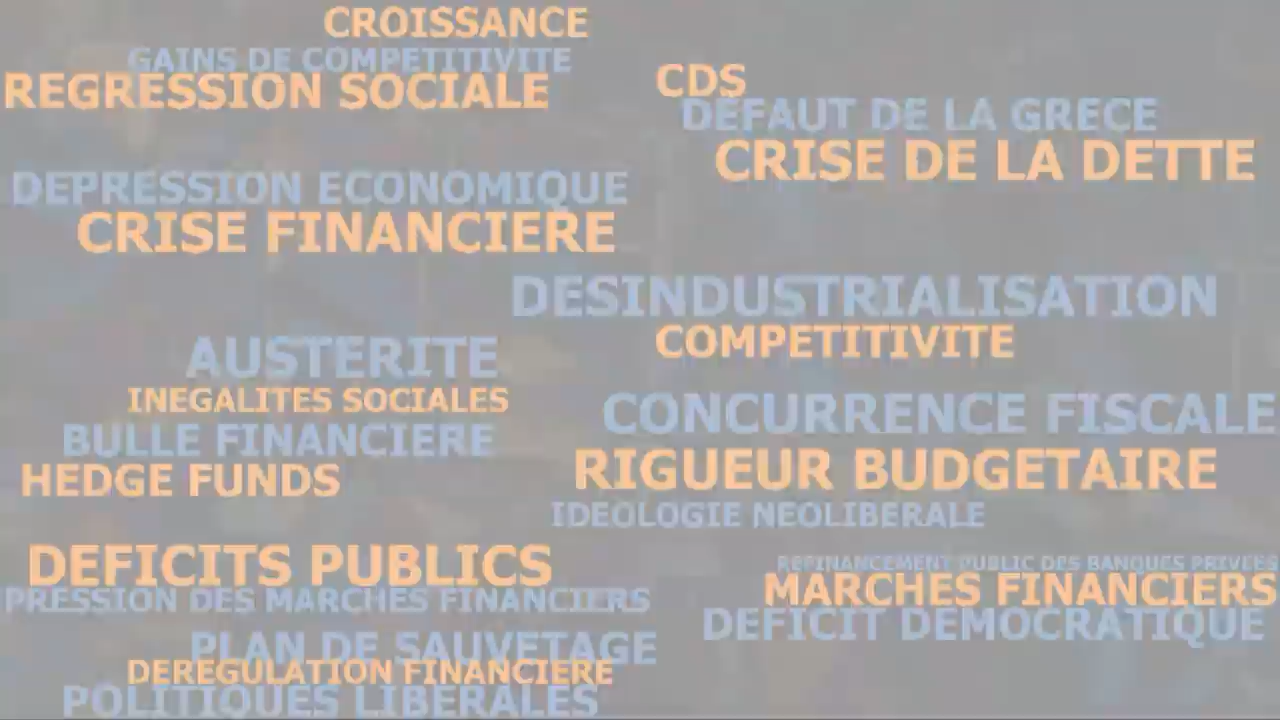 CROISSANCE
GAINS DE COMPETITIVITE
REGRESSION SOCIALE
CDS
DEFAUT DE LA GRECE
CRISE DE LA DETTE
DEPRESSION ECONOMIQUE
CRISE FINANCIERE
DESINDUSTRIALISATION
COMPETITIVITE
AUSTERITE
INEGALITES SOCIALES
CONCURRENCE FISCALE
BULLE FINANCIERE
RIGUEUR BUDGETAIRE
HEDGE FUNDS
IDEOLOGIE NEOLIBERALE
DEFICITS PUBLICS
REFINANCEMENT PUBLIC DES BANQUES PRIVEES
MARCHES FINANCIERS
PRESSION DES MARCHES FINANCIERS
DEFICIT DEMOCRATIQUE
PLAN DE SAUVETAGE
DEREGULATION FINANCIERE
POLITIQUES LIBERALES